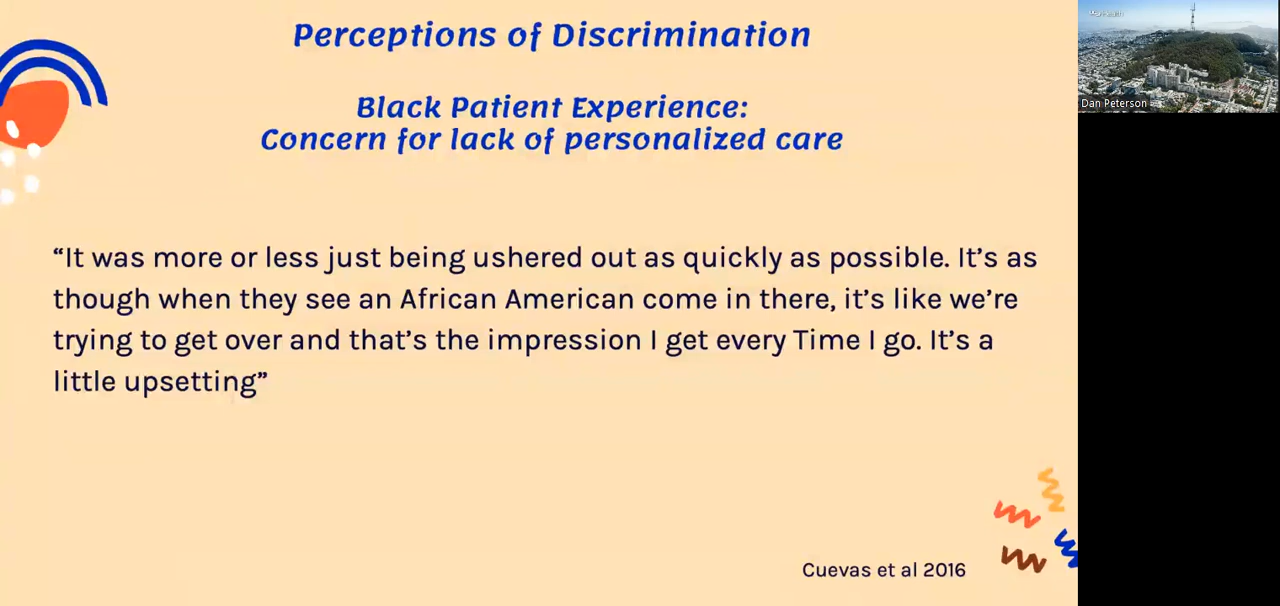 Perceptions of Discrimination
Black Patient Experience:
Concern for lack of personalized care
“It was more or less just being ushered out as quickly as possible. It’s as
though when they see an African American come in there, it’s like we’re
trying to get over and that’s the impression I get every Time I go. It’s a
little upsetting”
Cuevas et al 2016
Dan Peterson